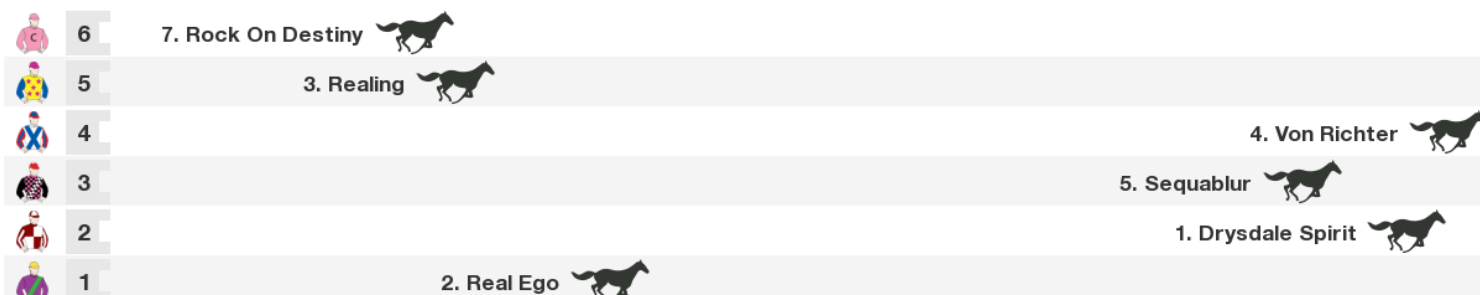 C
6 7. Rock On Destiny
5 3. Realing
4 4. Von Richter
3 5. Sequablur
2 1. Drysdale Spirit
1 2. Real Ego